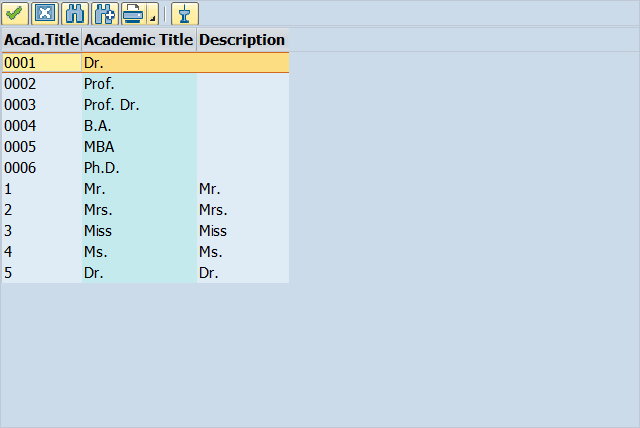 Acad.Title Academic Title Description
0001 Dr.
0002 Prof.
0003 Prof. Dr.
0004 B.A.
0005 MBA
0006 Ph.D.
1 Mr. Mr.
2 Mrs. Mrs.
3 Miss Miss
4 Ms. Ms.
5 Dr. Dr.